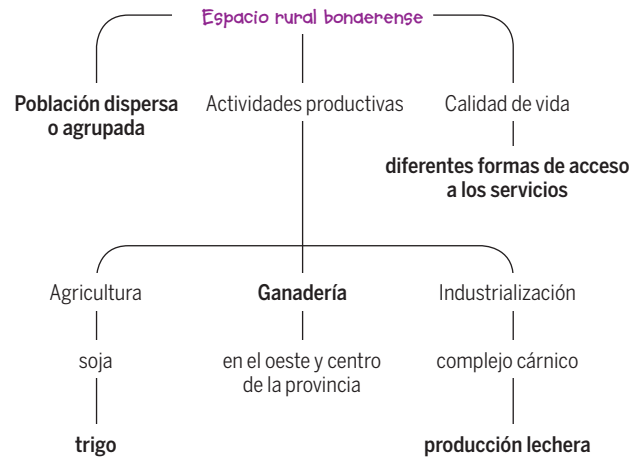 Espacio rural bonaerense
Población dispersa
o agrupada
Actividades productivas
Calidad de vida
diferentes formas de acceso
a los servicios
Agricultura
Ganadería
Industrialización
soja
en el oeste y centro
de la provincia
complejo cárnico
trigo
producción lechera